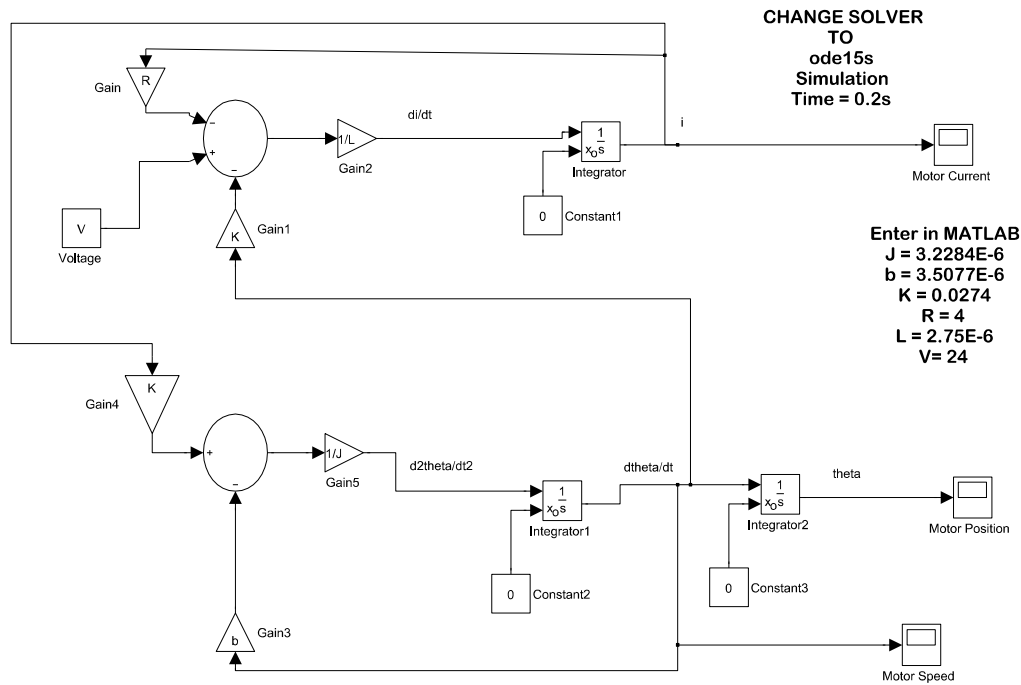 CHANGE SOLVER
TO
ode15s
Simulation
Time = 0.2s
R
Gain
−
+
−
di/dt
1/L
Gain2
1
xo s
Integrator
i
Motor Current
0
Constant1
V
Voltage
K
Gain1
Enter in MATLAB
J = 3.2284E-6
b = 3.5077E-6
K = 0.0274
R = 4
L = 2.75E-6
V= 24
K
Gain4
+
−
1/J
Gain5
d2theta/dt2
1
xo s
Integrator1
dtheta/dt
1
xo s
Integrator2
theta
Motor Position
0
Constant2
0
Constant3
b
Gain3
Motor Speed